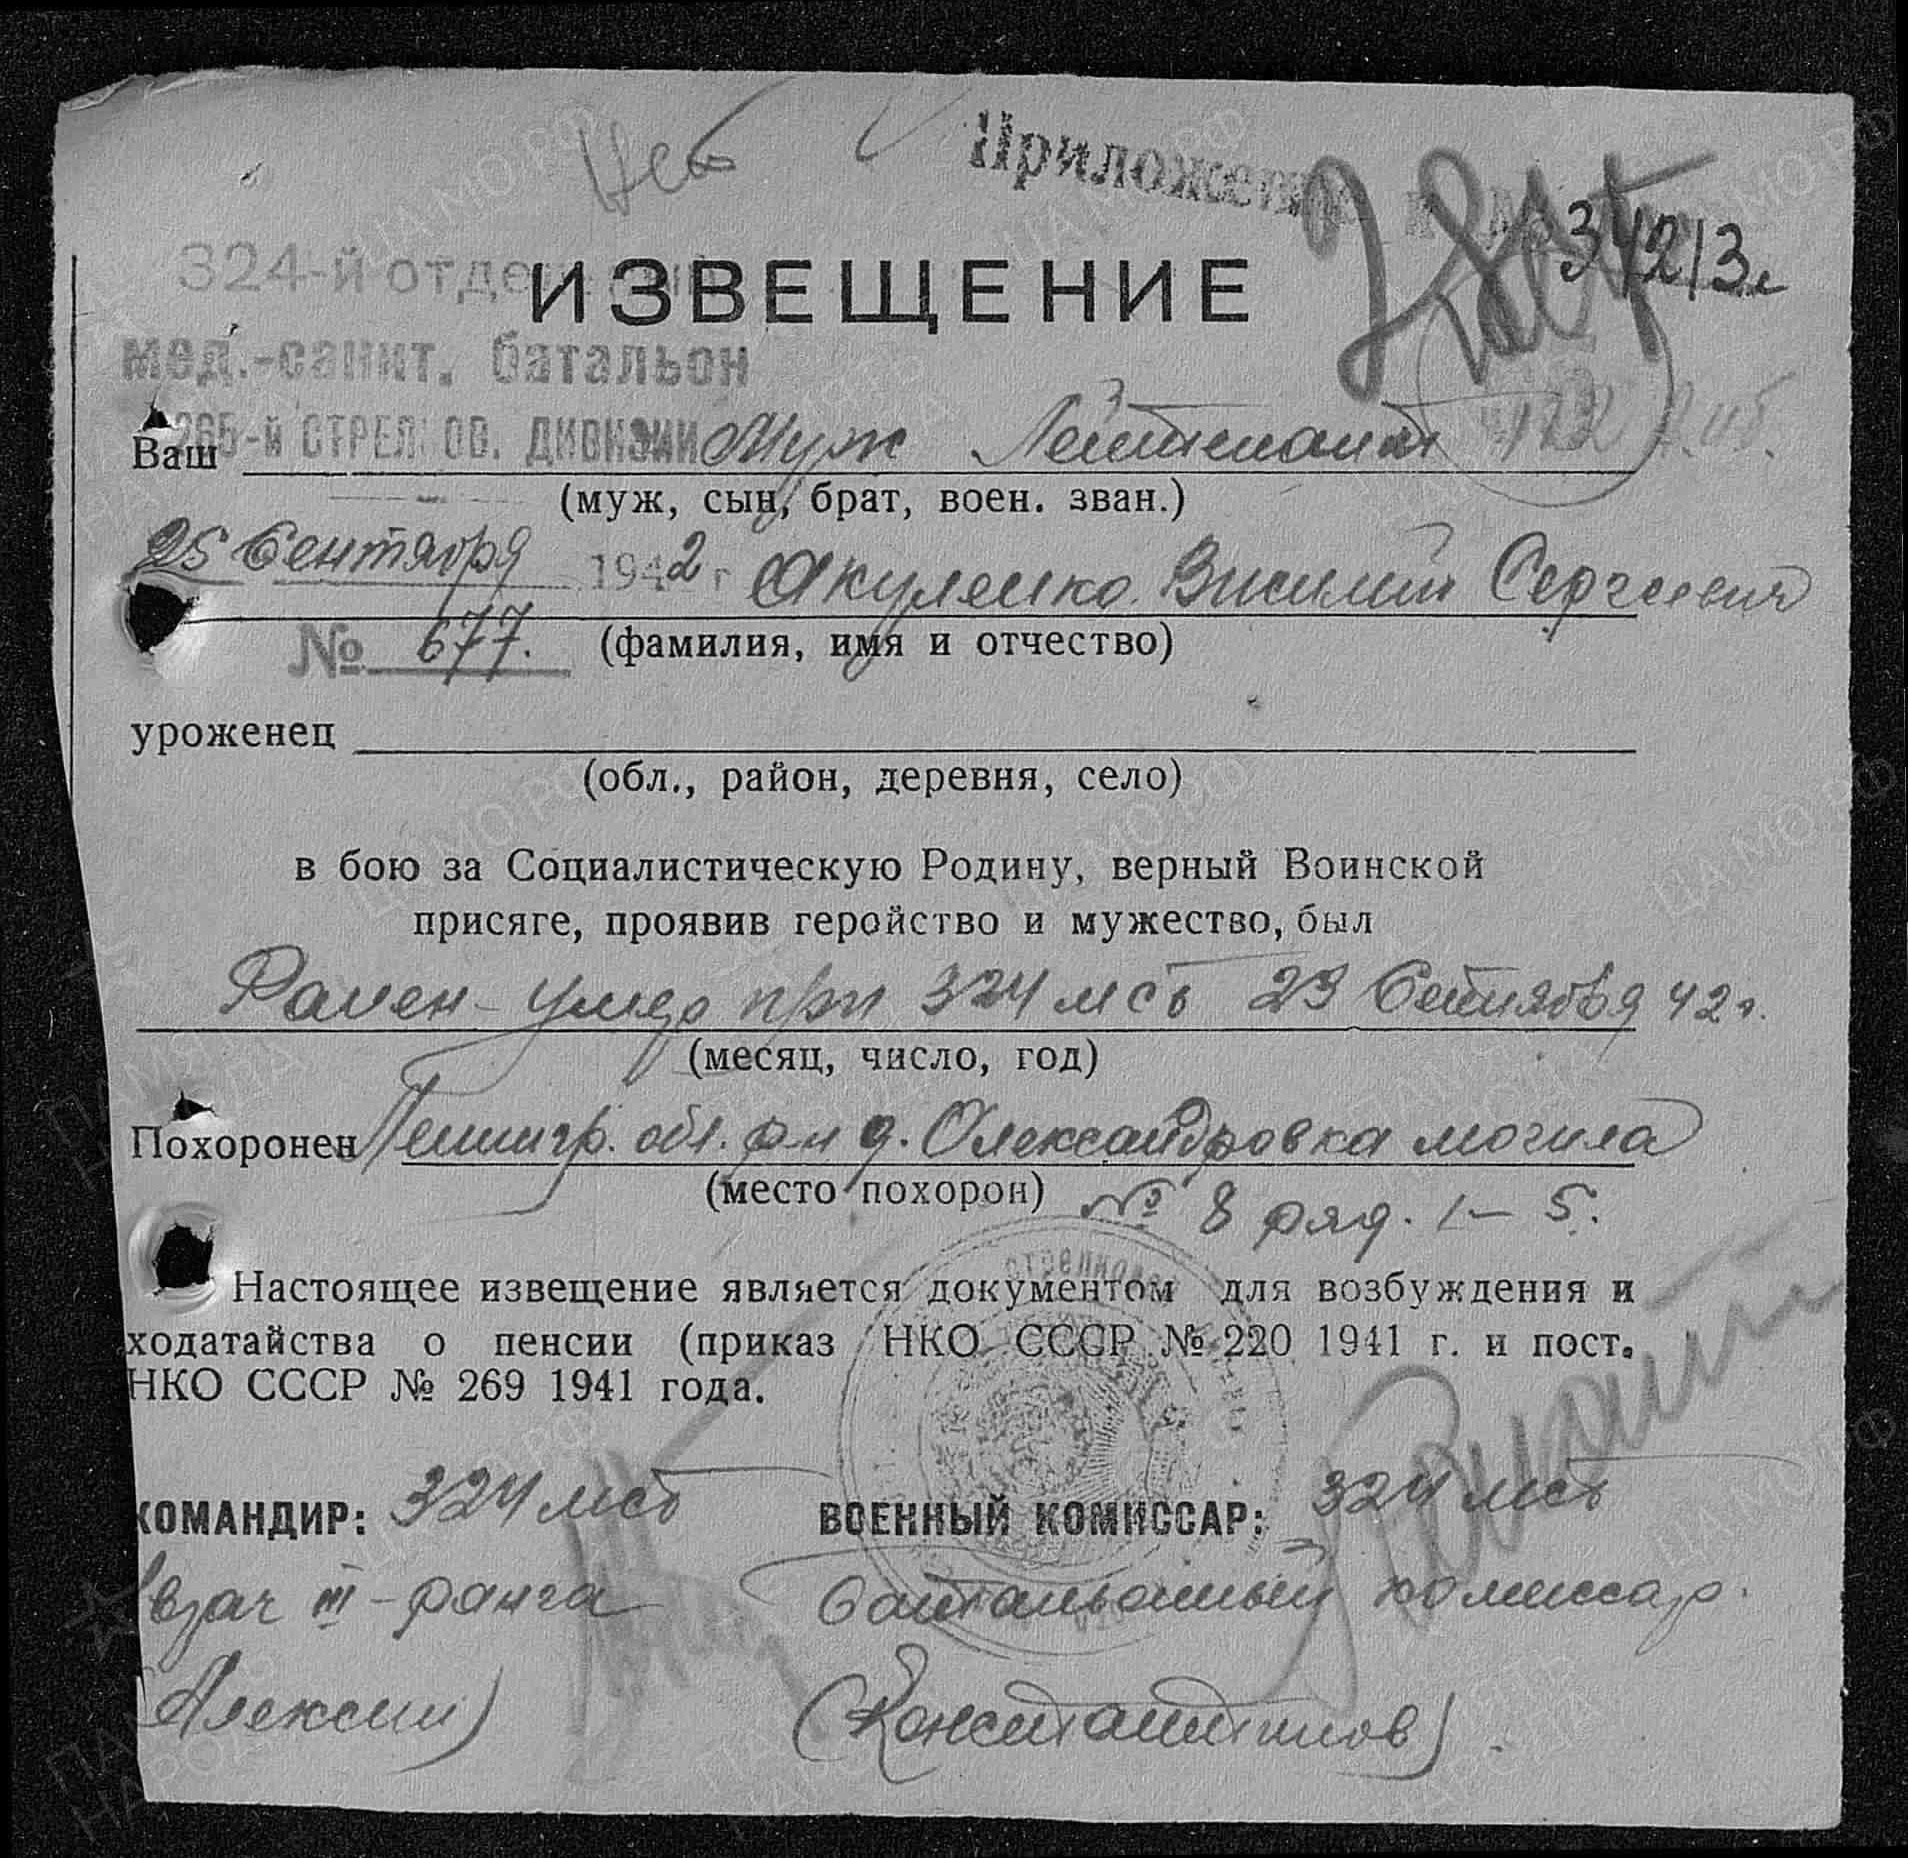 Нет
Приложение
34213с
324-й отде
ИЗВЕЩЕНИЕ
мед.-санит. батальон
265-й СТРЕЛКОВ. ДИВИЗИИ
Ваш Муж Лейтенант
(муж, сын, брат, воен. зван.)
25 Сентября 1942 г Якуленко Василий Сергеевич
№ 677. (фамилия, имя и отчество)
уроженец
(обл., район, деревня, село)
в бою за Социалистическую Родину, верный Воинской
присяге, проявив геройство и мужество, был
Ранен - умер при 324 мсб 23 Сентября 42 г.
(месяц, число, год)
Похоронен Ленингр. обл. р-н д. Александровка могила
(место похорон) № 8 ряд. 1 – 5.
Настоящее извещение является документом для возбуждения и
ходатайства о пенсии (приказ НКО СССР № 220 1941 г. и пост.
НКО СССР № 269 1941 года.
КОМАНДИР: 324 мсб ВОЕННЫЙ КОМИССАР: 324 мсб
Врач III – ранга Батальонный комиссар.
(Алексин) (Константинов)